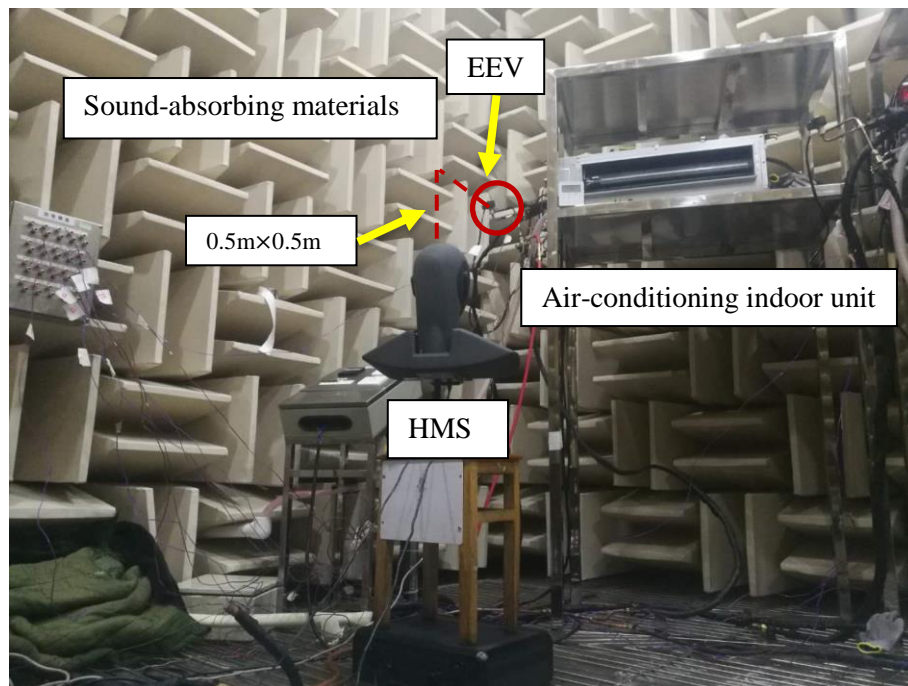 EEV
Sound-absorbing materials
0.5m×0.5m
Air-conditioning indoor unit
HMS